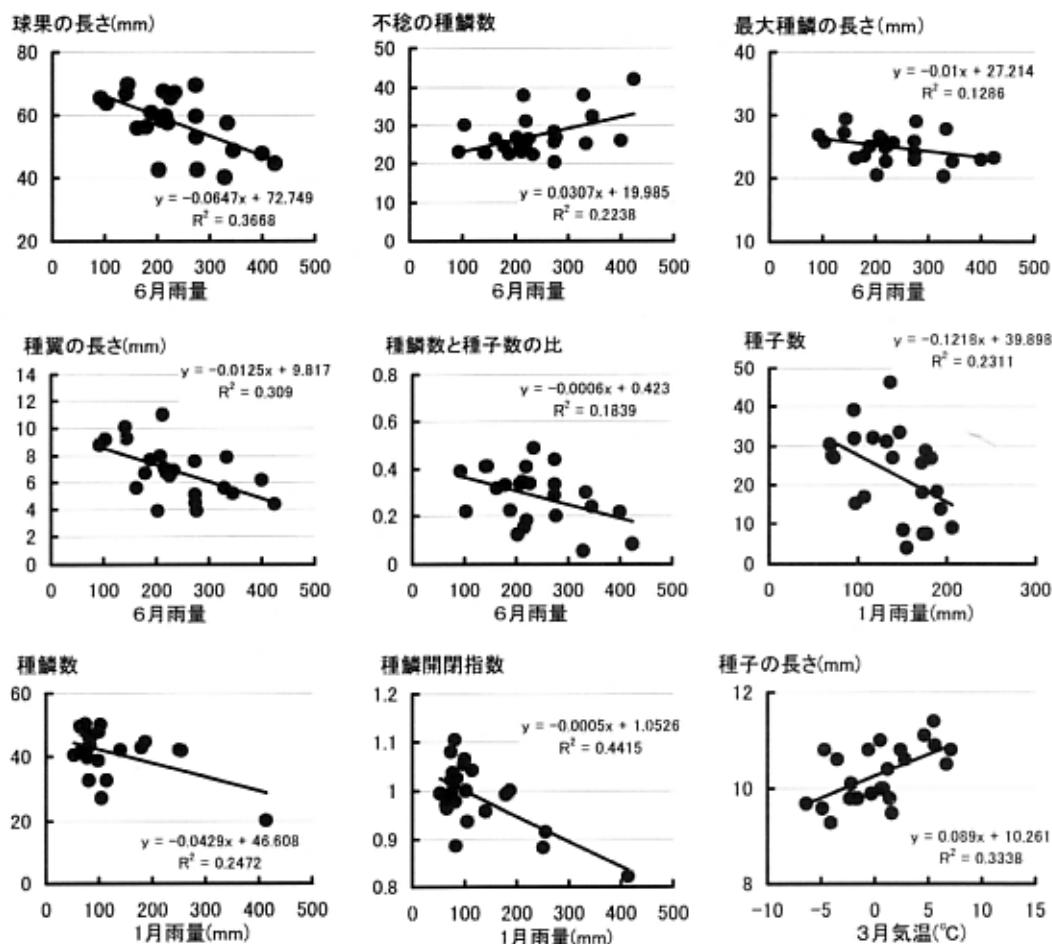 球果の長さ(mm)
80
60
40
20
y = -0.0647x + 72.749
R² = 0.3668
0 100 200 300 400 500
6月雨量
不稔の種鱗数
50
40
30
20
10
0
y = 0.0307x + 19.985
R² = 0.2238
0 100 200 300 400 500
6月雨量
最大種鱗の長さ(mm)
40
30
20
10
y = -0.01x + 27.214
R² = 0.1286
0 100 200 300 400 500
6月雨量
種翼の長さ(mm)
14
12
10
8
6
4
2
0
y = -0.0125x + 9.817
R² = 0.309
0 100 200 300 400 500
6月雨量
種鱗数と種子数の比
0.8
0.6
0.4
0.2
0
y = -0.0006x + 0.423
R² = 0.1839
0 100 200 300 400 500
6月雨量
種子数
50
40
30
20
10
0
y = -0.1218x + 39.898
R² = 0.2311
0 100 200 300
1月雨量(mm)
種鱗数
60
40
20
0
y = -0.0429x + 46.608
R² = 0.2472
0 100 200 300 400 500
1月雨量(mm)
種鱗開閉指数
1.2
1.1
1
0.9
0.8
y = -0.0005x + 1.0526
R² = 0.4415
0 100 200 300 400 500
1月雨量(mm)
種子の長さ(mm)
12
10
8
y = 0.089x + 10.261
R² = 0.3338
-10 -5 0 5 10 15
3月気温(℃)